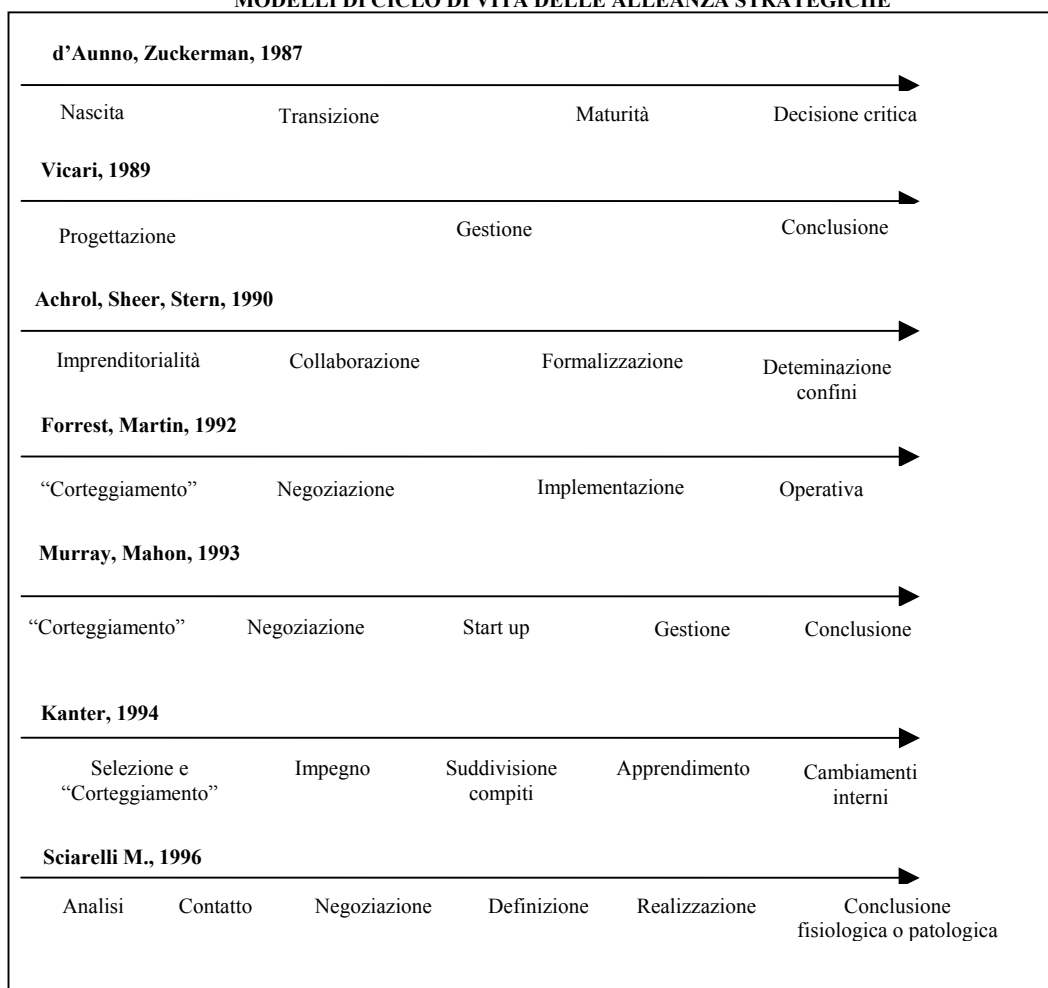 MODELLI DI CICLO DI VITA DELLE ALLEANZA STRATEGICHE
d'Aunno, Zuckerman, 1987
Nascita Transizione Maturità Decisione critica
Vicari, 1989
Progettazione Gestione Conclusione
Achrol, Sheer, Stern, 1990
Imprenditorialità Collaborazione Formalizzazione Deteminazione
confini
Forrest, Martin, 1992
“Corteggiamento” Negoziazione Implementazione Operativa
Murray, Mahon, 1993
“Corteggiamento” Negoziazione Start up Gestione Conclusione
Kanter, 1994
Selezione e Impegno Suddivisione Apprendimento Cambiamenti
“Corteggiamento” compiti interni
Sciarelli M., 1996
Analisi Contatto Negoziazione Definizione Realizzazione Conclusione
fisiologica o patologica